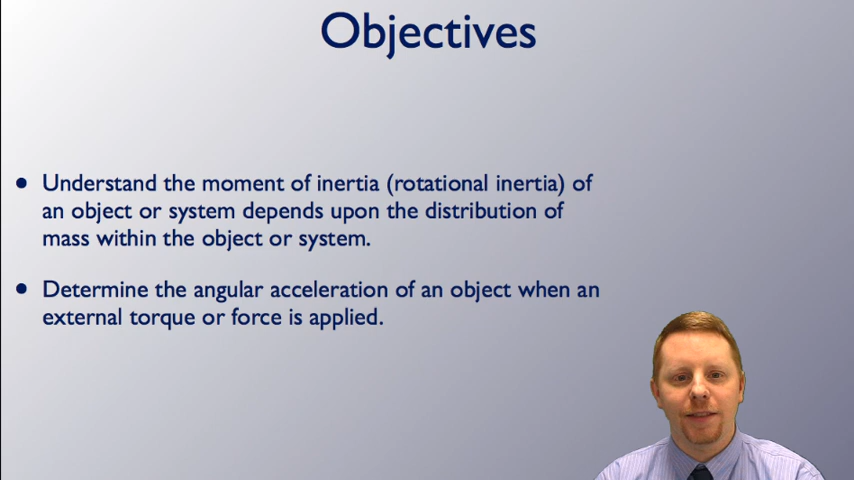 Objectives
• Understand the moment of inertia (rotational inertia) of
an object or system depends upon the distribution of
mass within the object or system.
• Determine the angular acceleration of an object when an
external torque or force is applied.